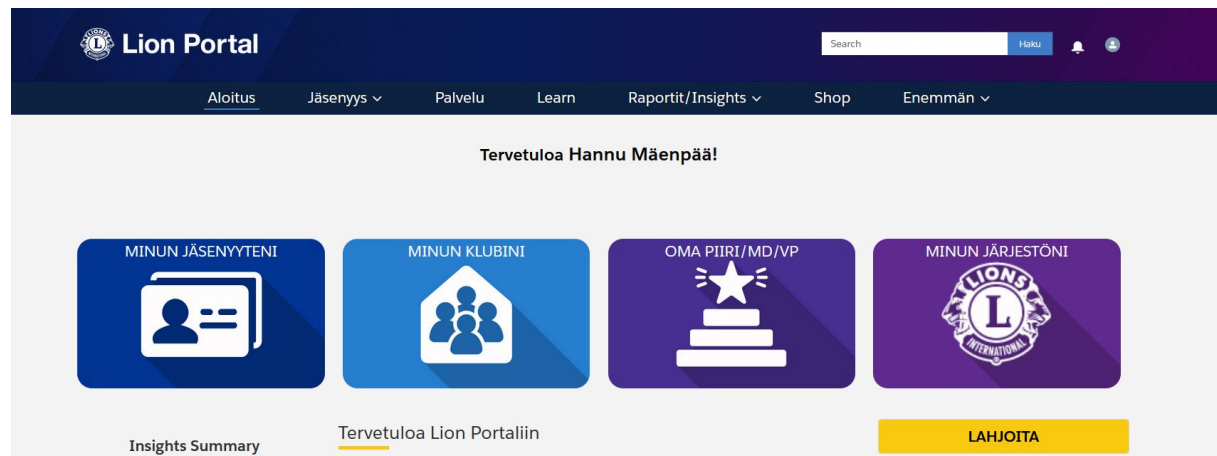 Lion Portal
Search
Haku
Aloitus Jäsenyys Palvelu Learn Raportit/Insights Shop Enemmän
Tervetuloa Hannu Mäenpää!
MINUN JÄSENYYTENI
MINUN KLUBINI
OMA PIIRI/MD/VP
MINUN JÄRJESTÖNI
LIONS
L
INTERNATIONAL
Insights Summary
Tervetuloa Lion Portaliin
LAHJOITA